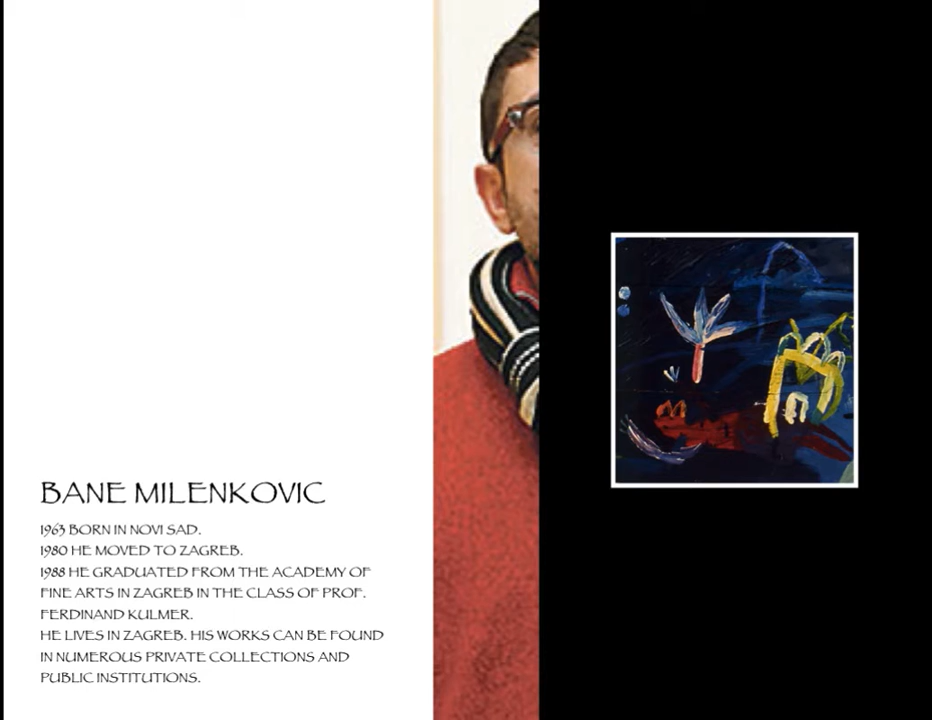 BANE MILENKOVIC
1963 BORN IN NOVI SAD.
1980 HE MOVED TO ZAGREB.
1988 HE GRADUATED FROM THE ACADEMY OF
FINE ARTS IN ZAGREB IN THE CLASS OF PROF.
FERDINAND KULMER.
HE LIVES IN ZAGREB. HIS WORKS CAN BE FOUND
IN NUMEROUS PRIVATE COLLECTIONS AND
PUBLIC INSTITUTIONS.